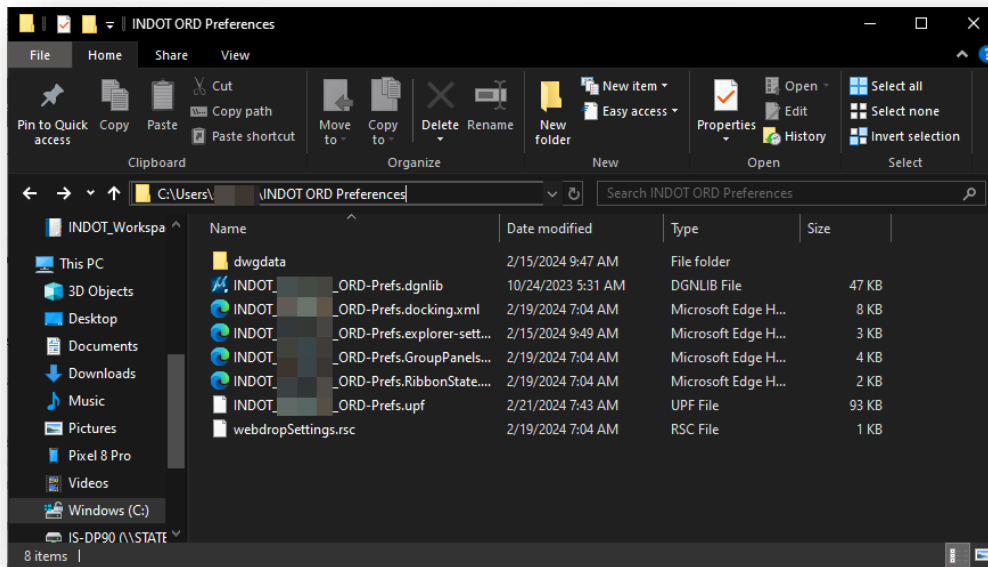 INDOT ORD Preferences
File Home Share View
Pin to Quick access
Copy
Paste
Cut
Copy path
Paste shortcut
Clipboard
Move to
Copy to
Delete
Rename
Organize
New folder
New item
Easy access
New
Properties
Open
Edit
History
Open
Select all
Select none
Invert selection
Select
C:\Users\ \INDOT ORD Preferences
Search INDOT ORD Preferences
INDOT_Workspa
This PC
3D Objects
Desktop
Documents
Downloads
Music
Pictures
Pixel 8 Pro
Videos
Windows (C:)
IS-DP90 (\\STATE
Name Date modified Type Size
dwgdata 2/15/2024 9:47 AM File folder
INDOT_ _ORD-Prefs.dgnlib 10/24/2023 5:31 AM DGNLIB File 47 KB
INDOT_ _ORD-Prefs.docking.xml 2/19/2024 7:04 AM Microsoft Edge H... 8 KB
INDOT_ _ORD-Prefs.explorer-sett... 2/15/2024 9:49 AM Microsoft Edge H... 3 KB
INDOT_ _ORD-Prefs.GroupPanels... 2/19/2024 7:04 AM Microsoft Edge H... 4 KB
INDOT_ _ORD-Prefs.RibbonState.... 2/19/2024 7:04 AM Microsoft Edge H... 2 KB
INDOT_ _ORD-Prefs.upf 2/21/2024 7:43 AM UPF File 93 KB
webdropSettings.rsc 2/19/2024 7:04 AM RSC File 1 KB
8 items